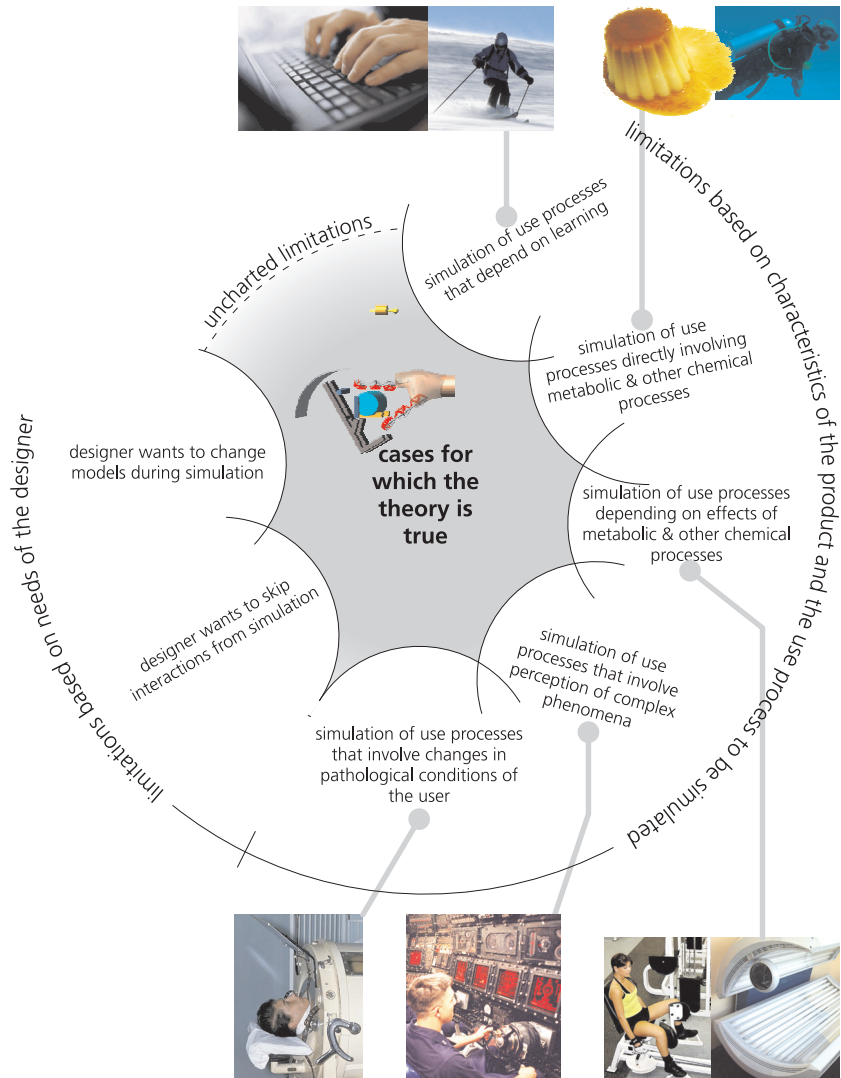 limitations based on characteristics of the product and the use process to be simulated
uncharted limitations
simulation of use processes
that depend on learning
simulation of use
processes directly involving
metabolic & other chemical
processes
designer wants to change
models during simulation
cases for
which the
theory is
true
simulation of use processes
depending on effects of
metabolic & other chemical
processes
limitations based on needs of the designer
designer wants to skip
interactions from simulation
simulation of use
processes that involve
perception of complex
phenomena
simulation of use processes
that involve changes in
pathological conditions of
the user